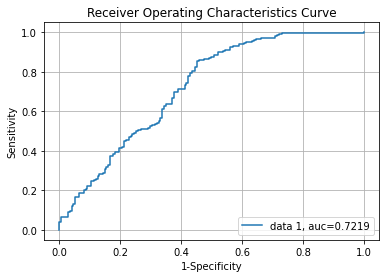 Receiver Operating Characteristics Curve
1.0
0.8
0.6
0.4
0.2
0.0
Sensitivity
data 1, auc=0.7219
0.0 0.2 0.4 0.6 0.8 1.0
1-Specificity